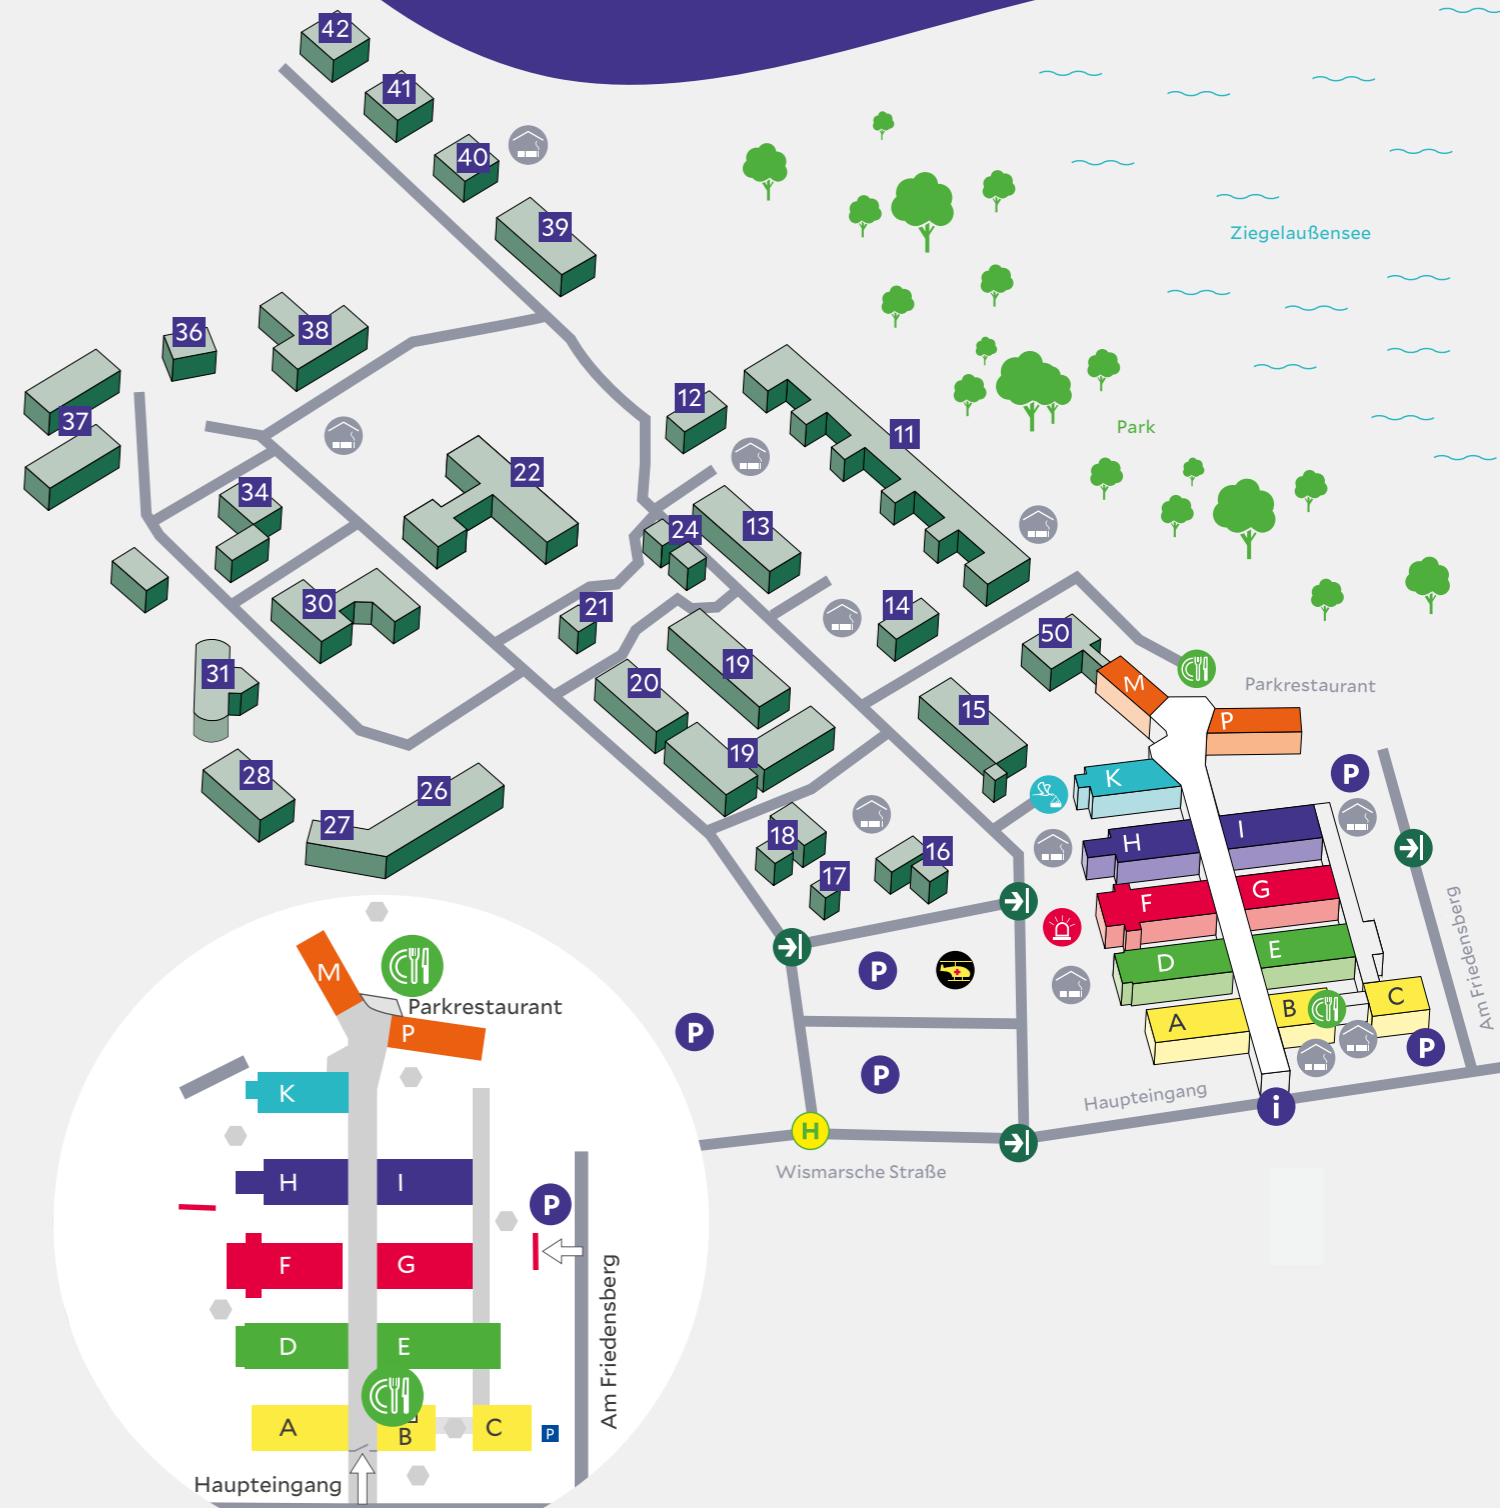 42
41
40
39
Ziegelaußensee
36
38
37
12
11
Park
22
34
24
13
30
21
14
50
31
20
19
15
M
Parkrestaurant
P
28
26
27
19
K
P
18
17
16
H
I
F
G
D
E
A
B
C
P
P
P
P
Am Friedensberg
Haupteingang
i
H
Wismarsche Straße
M
Parkrestaurant
P
K
H
I
P
F
G
D
E
A
B
C
P
Am Friedensberg
Haupteingang